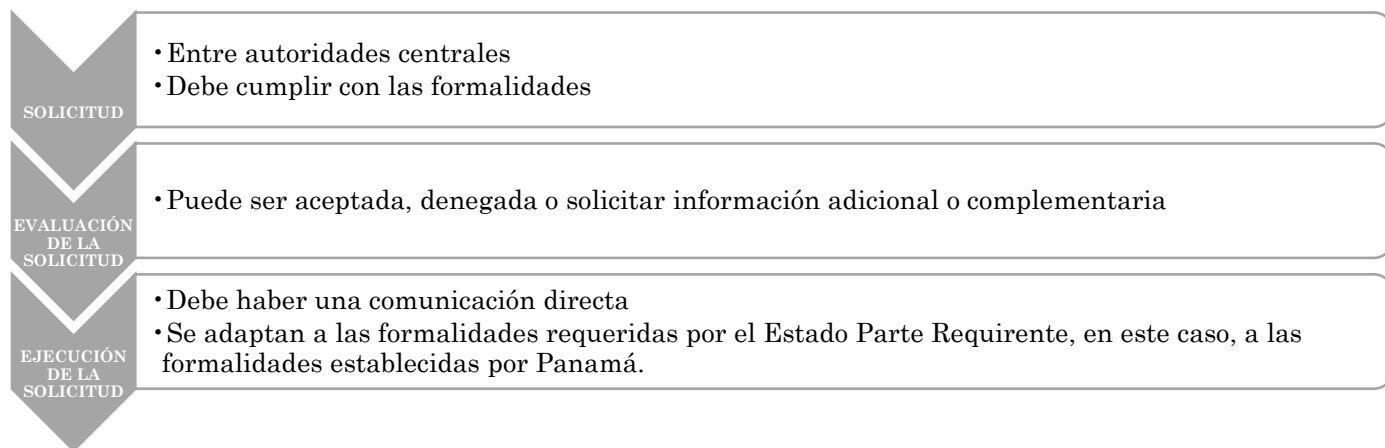 • Entre autoridades centrales
• Debe cumplir con las formalidades
SOLICITUD
• Puede ser aceptada, denegada o solicitar información adicional o complementaria
EVALUACIÓN
DE LA
SOLICITUD
• Debe haber una comunicación directa
• Se adaptan a las formalidades requeridas por el Estado Parte Requirente, en este caso, a las
formalidades establecidas por Panamá.
EJECUCIÓN
DE LA
SOLICITUD